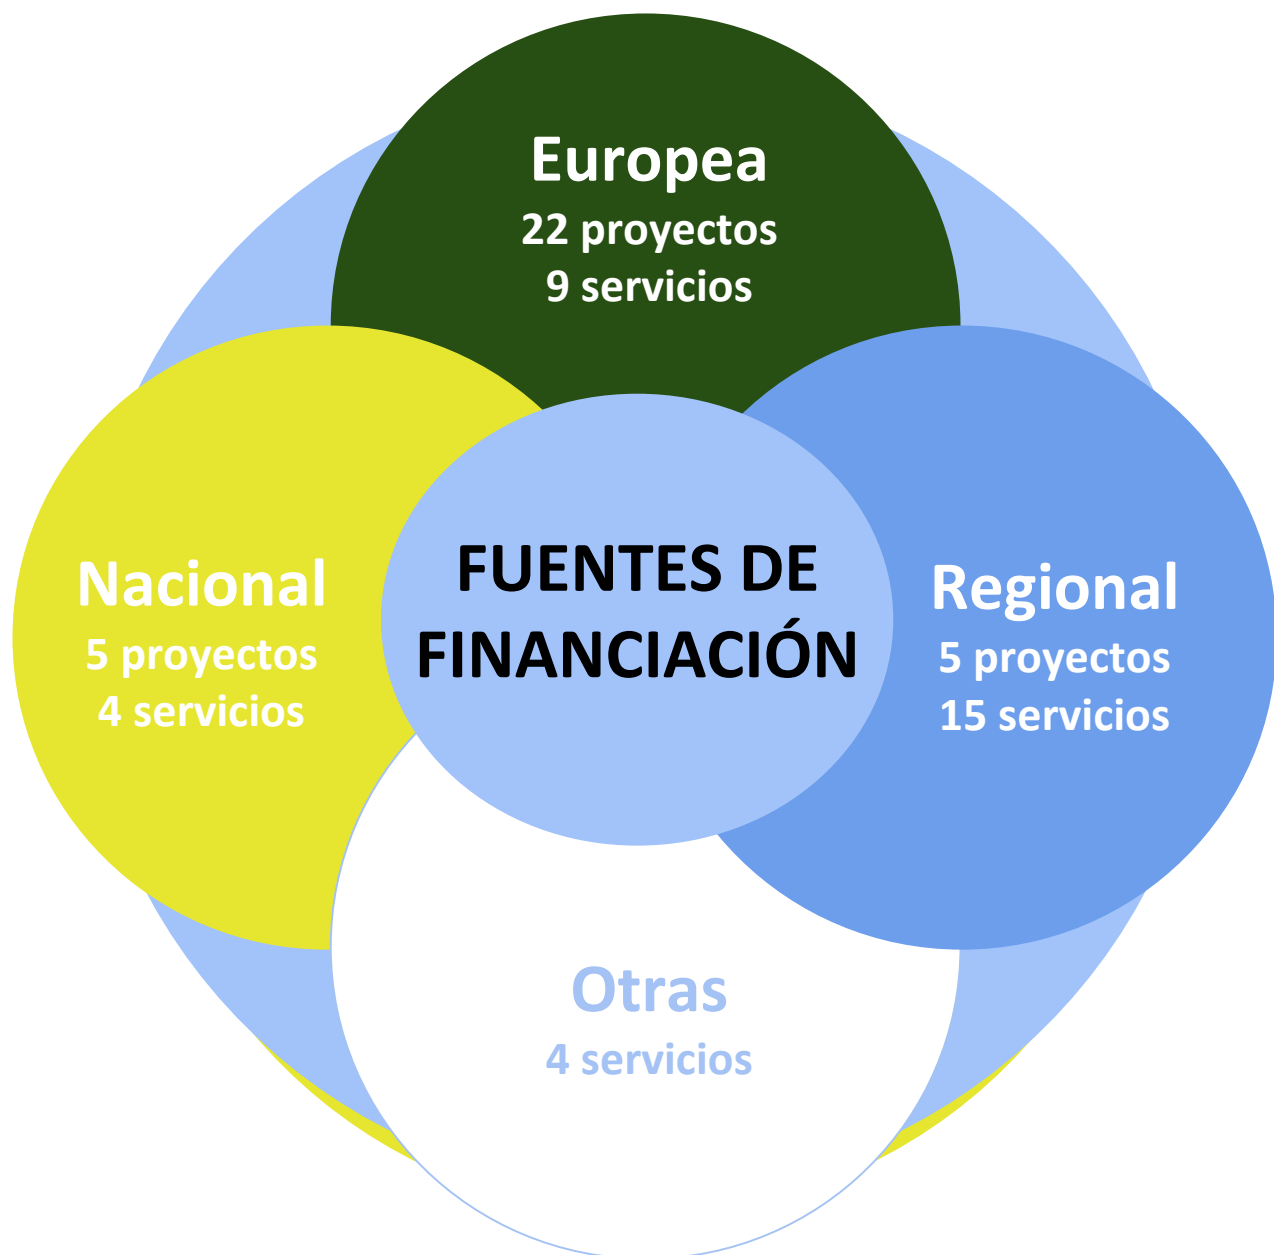 Europea
22 proyectos
9 servicios
Nacional
5 proyectos
4 servicios
FUENTES DE
FINANCIACIÓN
Regional
5 proyectos
15 servicios
Otras
4 servicios